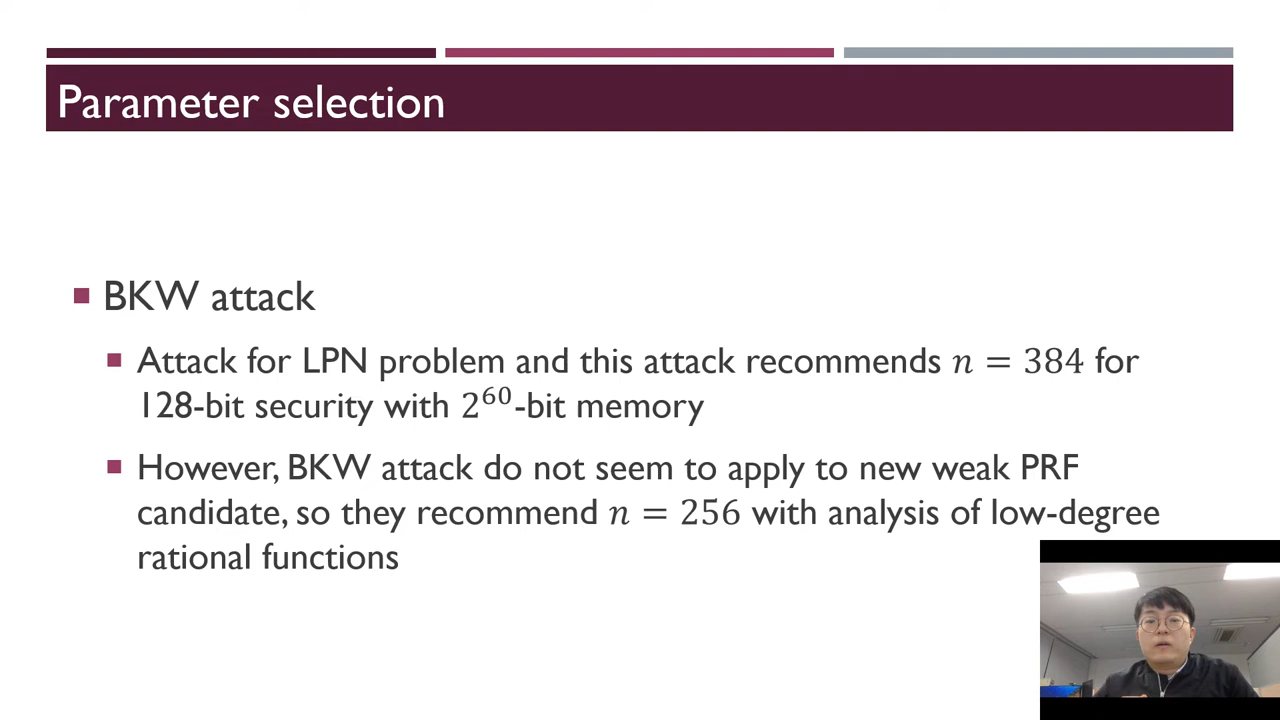 Parameter selection
■ BKW attack
■ Attack for LPN problem and this attack recommends n = 384 for
128-bit security with 2^60-bit memory
■ However, BKW attack do not seem to apply to new weak PRF
candidate, so they recommend n = 256 with analysis of low-degree
rational functions